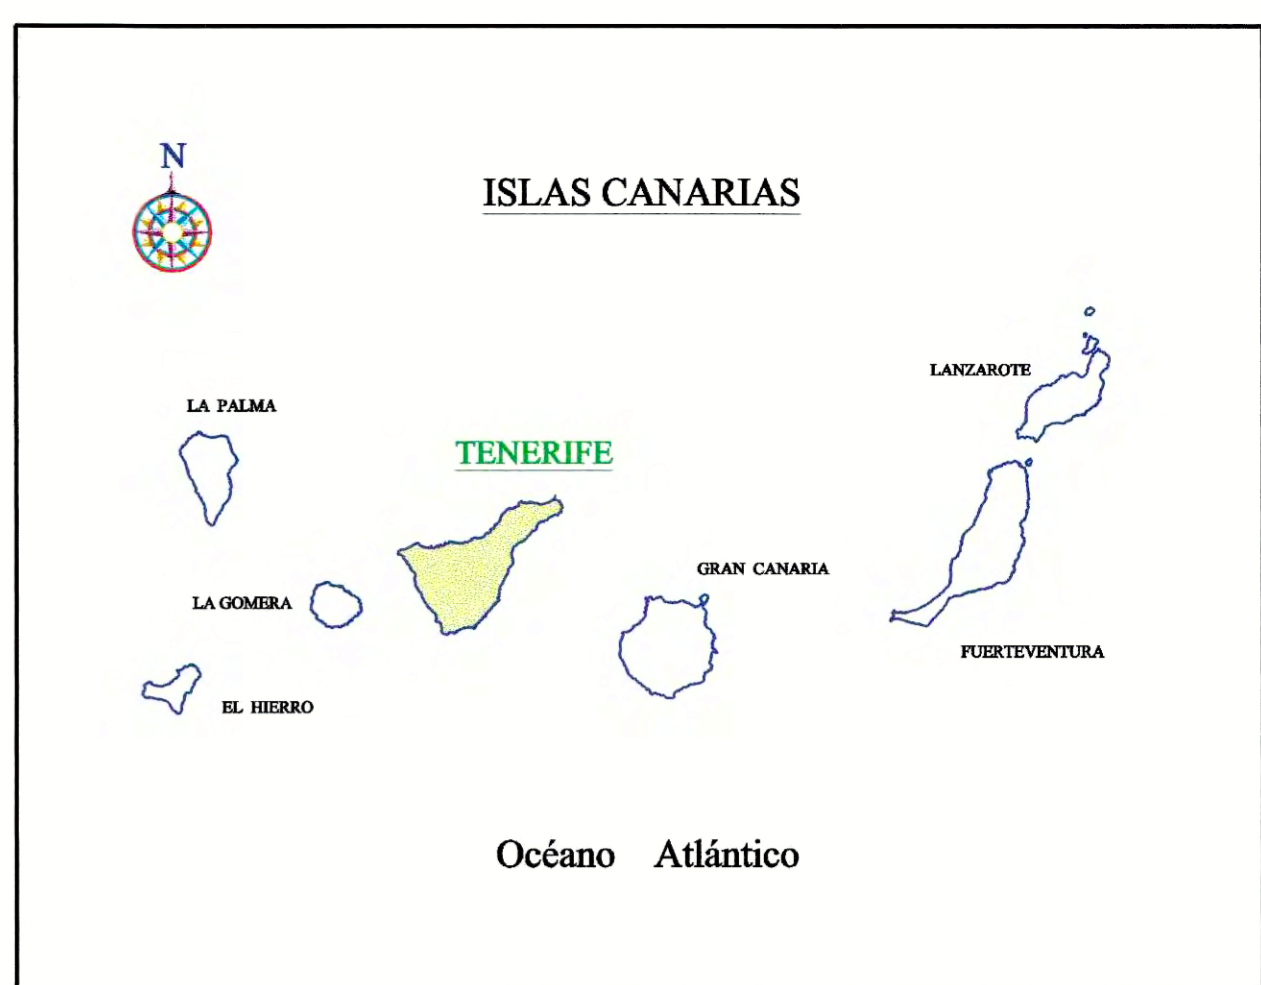 N
ISLAS CANARIAS
LANZAROTE
LA PALMA
TENERIFE
GRAN CANARIA
LA GOMERA
FUERTEVENTURA
EL HIERRO
Océano Atlántico